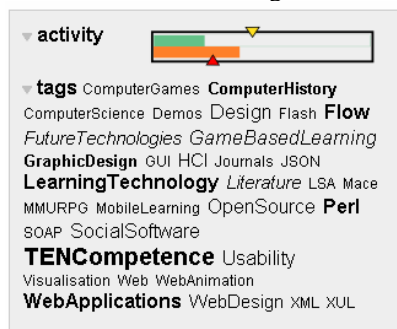 activity
tags ComputerGames ComputerHistory
ComputerScience Demos Design Flash Flow
FutureTechnologies GameBasedLearning
GraphicDesign GUI HCI Journals JSON
LearningTechnology Literature LSA Mace
MMURPG MobileLearning OpenSource Perl
SOAP SocialSoftware
TENCompetence Usability
Visualisation Web WebAnimation
WebApplications WebDesign XML XUL